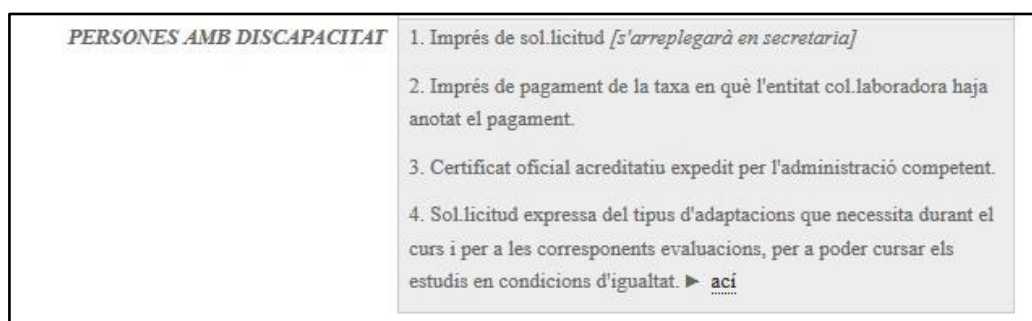 PERSONES AMB DISCAPACITAT
1. Imprés de sol.licitud [s'arreplegarà en secretaria]
2. Imprés de pagament de la taxa en què l'entitat col.laboradora haja
anotat el pagament.
3. Certificat oficial acreditatiu expedit per l'administració competent.
4. Sol.licitud expressa del tipus d'adaptacions que necessita durant el
curs i per a les corresponents evaluacions, per a poder cursar els
estudis en condicions d'igualtat. ► ací